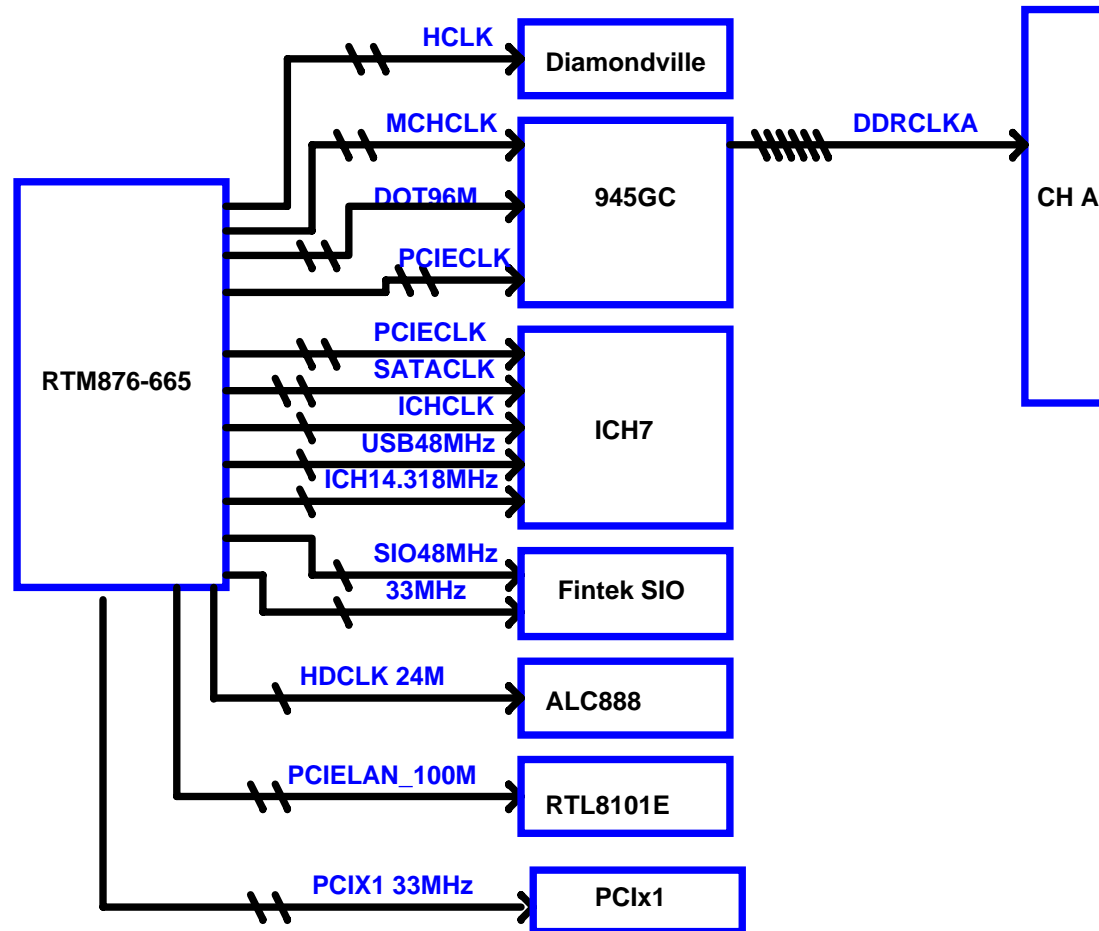 HCLK
Diamondville
MCHCLK
DDRCLKA
DOT96M
945GC
CH A
PCIECLK
PCIECLK
RTM876-665
SATACLK
ICHCLK
ICH7
USB48MHz
ICH14.318MHz
SIO48MHz
33MHz
Fintek SIO
HDCLK 24M
ALC888
PCIELAN_100M
RTL8101E
PCIX1 33MHz
PCIx1